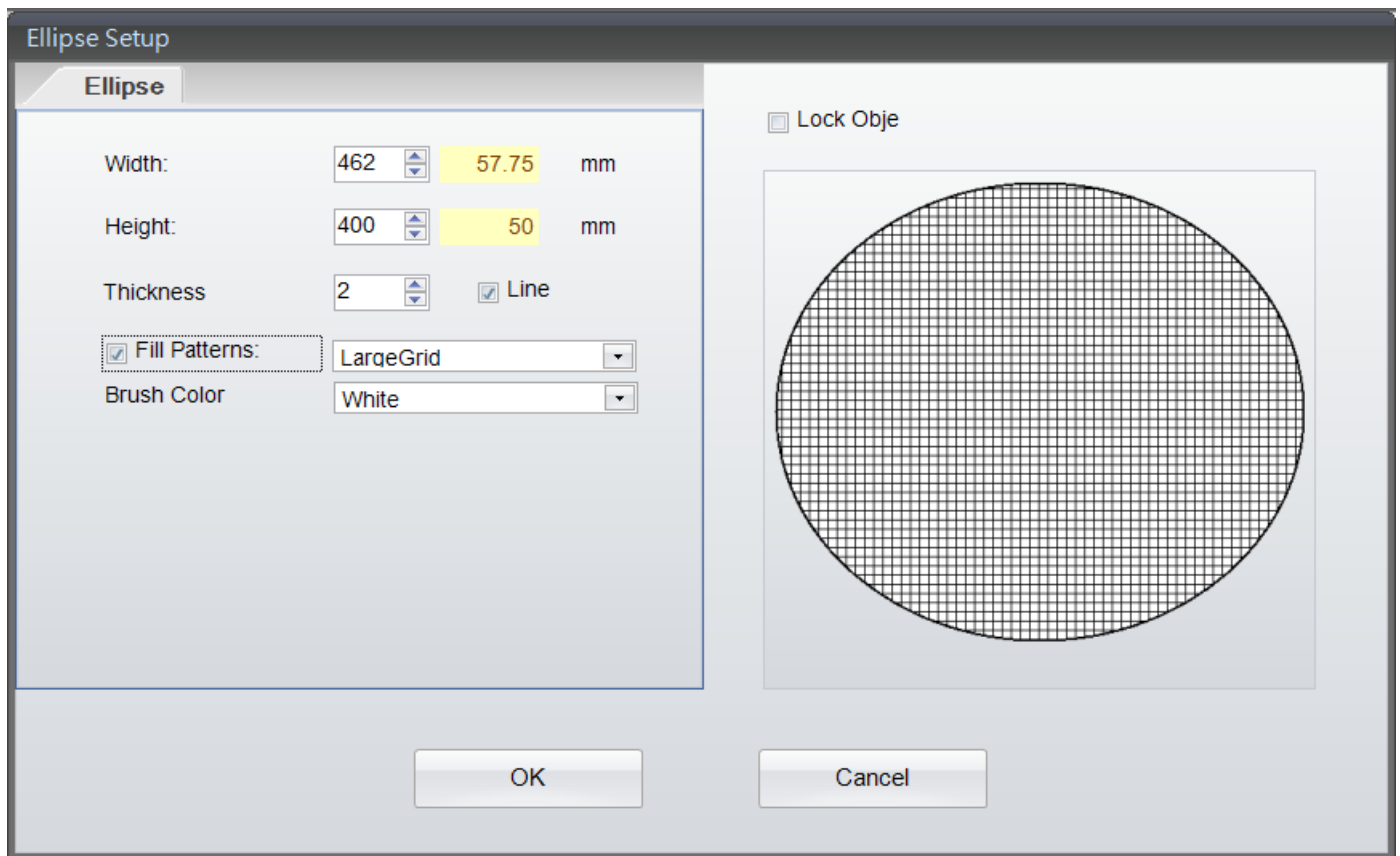 Ellipse Setup
Ellipse
Lock Obje
Width: 462 57.75 mm
Height: 400 50 mm
Thickness 2 Line
Fill Patterns: LargeGrid
Brush Color White
OK Cancel